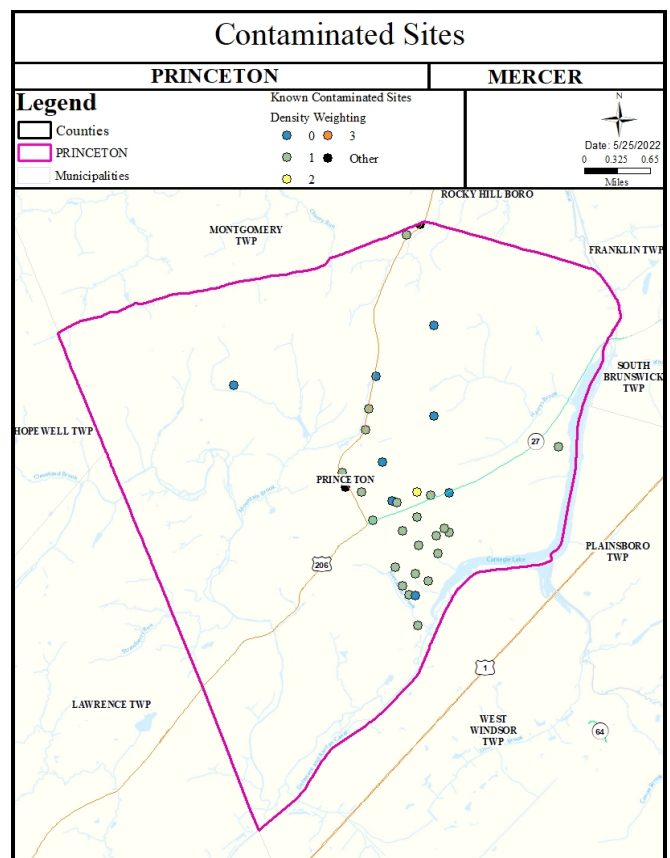 Contaminated Sites
PRINCETON
MERCER
Legend
Counties
PRINCETON
Municipalities
Known Contaminated Sites
Density Weighting
0
3
1
Other
2
N
Date: 5/25/2022
0 0.325 0.65
Miles
ROCKY HILL BORO
MONTGOMERY
TWP
FRANKLIN TWP
SOUTH
BRUNSWICK
TWP
HOPEWELL TWP
27
PRINCETON
PLAINSBORO
TWP
Carnegie Lake
206
1
LAWRENCE TWP
WEST
WINDSOR
TWP
64